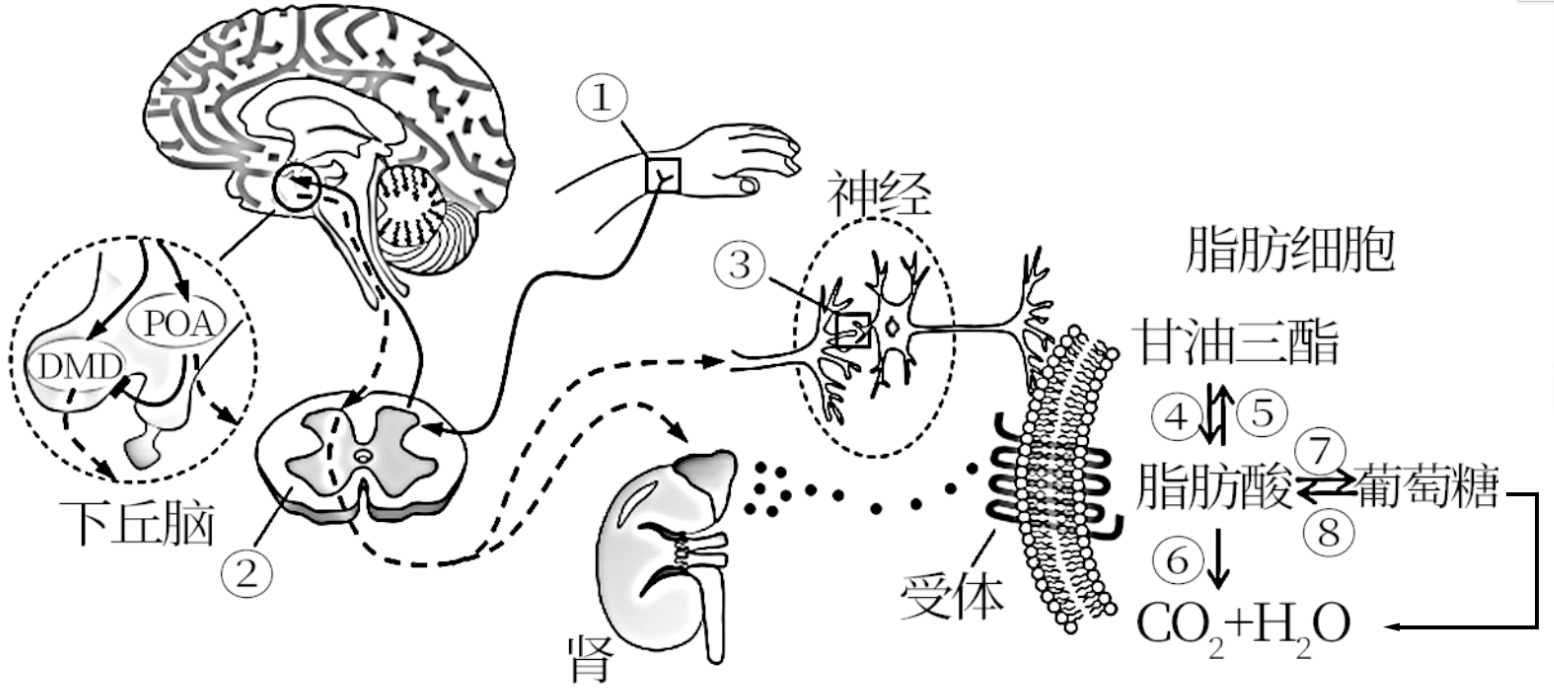 ①
神经
③
脂肪细胞
POA
DMD
甘油三酯
④
⑤
⑦
脂肪酸
葡萄糖
⑧
下丘脑
②
⑥
受体
CO₂+H₂O
肾